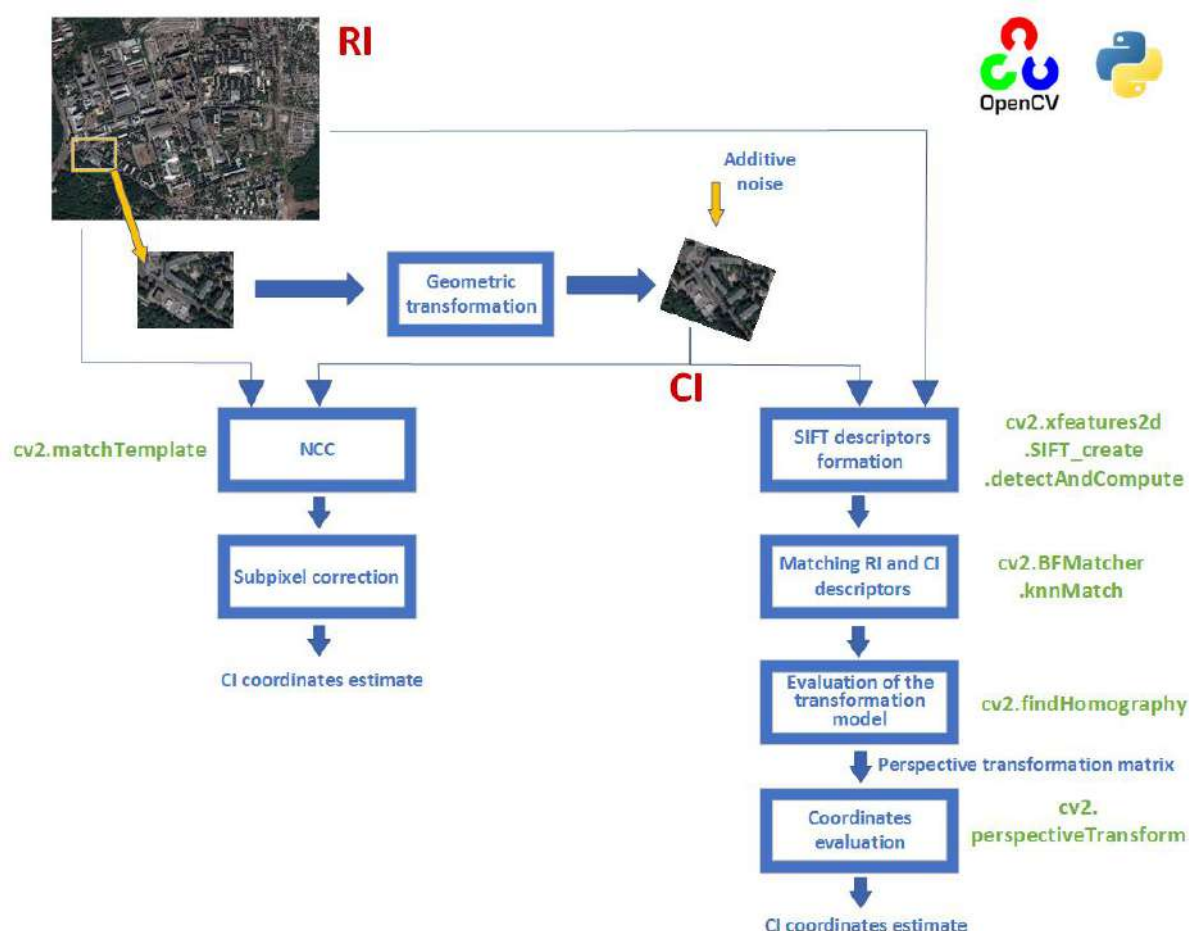 RI
OpenCV
Additive
noise
Geometric
transformation
CI
cv2.matchTemplate
NCC
SIFT descriptors
formation
cv2.xfeatures2d
.SIFT_create
.detectAndCompute
Subpixel correction
Matching RI and CI
descriptors
cv2.BFMatcher
.knnMatch
CI coordinates estimate
Evaluation of the
transformation
model
cv2.findHomography
Perspective transformation matrix
Coordinates
evaluation
cv2.
perspectiveTransform
CI coordinates estimate